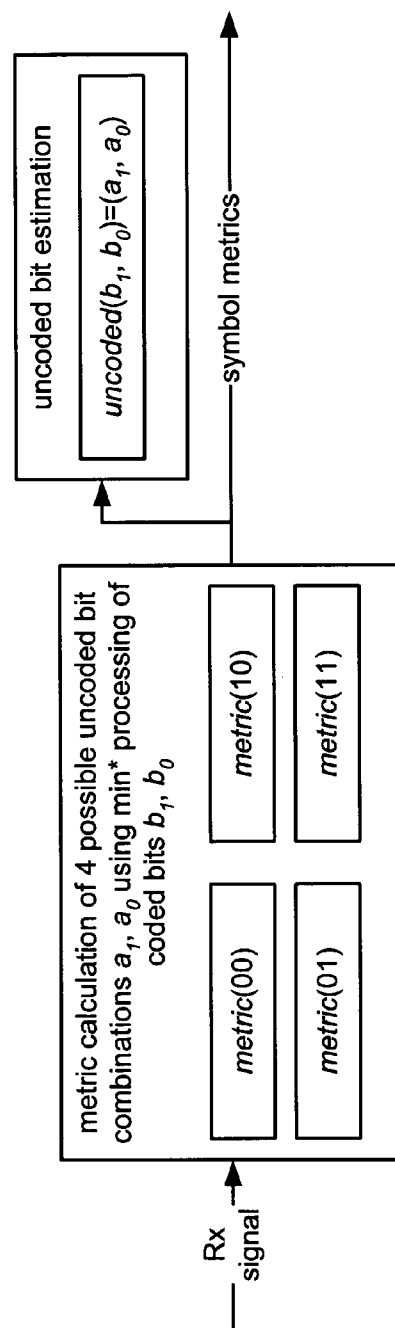 Rx
signal
metric calculation of 4 possible uncoded bit
combinations a₁, a₀ using min* processing of
coded bits b₁, b₀
metric(00)
metric(10)
metric(01)
metric(11)
uncoded bit estimation
uncoded(b₁, b₀)=(a₁, a₀)
symbol metrics